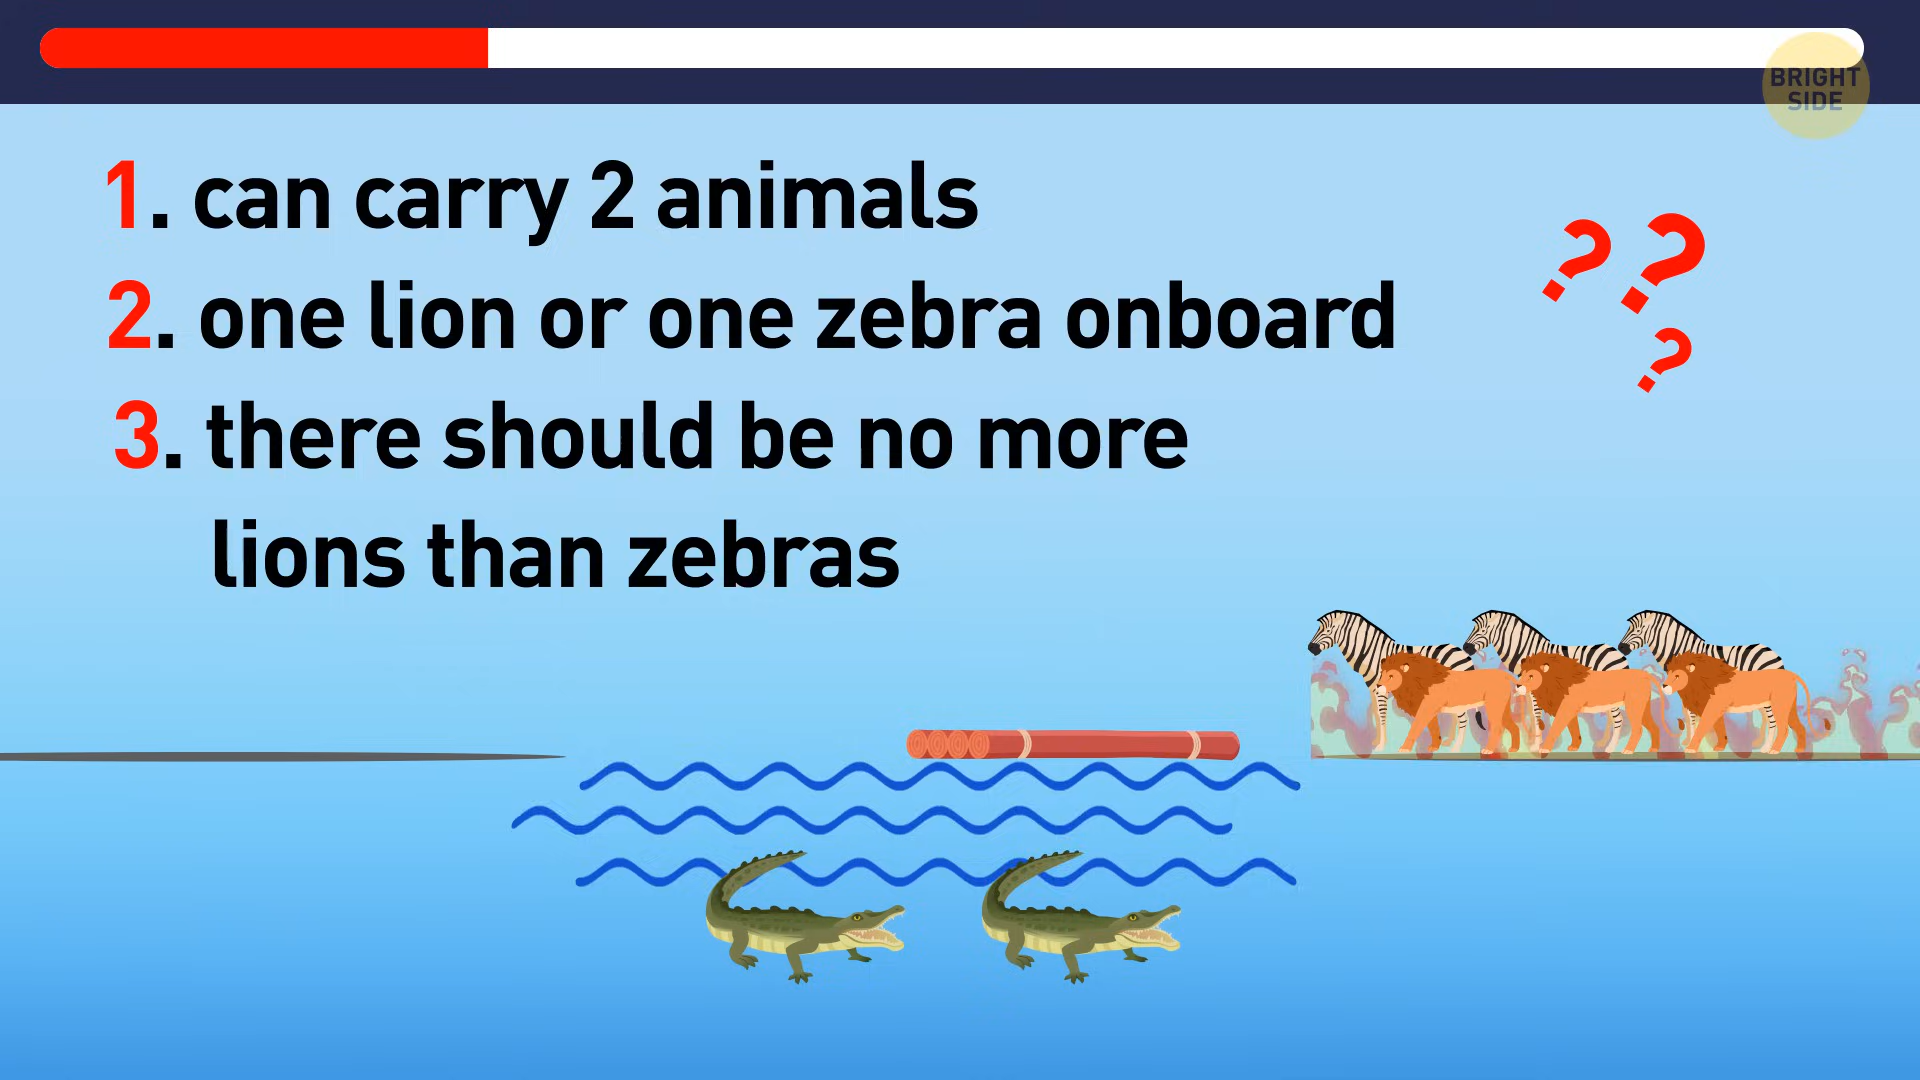 BRIGHT
SIDE
1. can carry 2 animals
2. one lion or one zebra onboard
3. there should be no more
lions than zebras
? ?
?